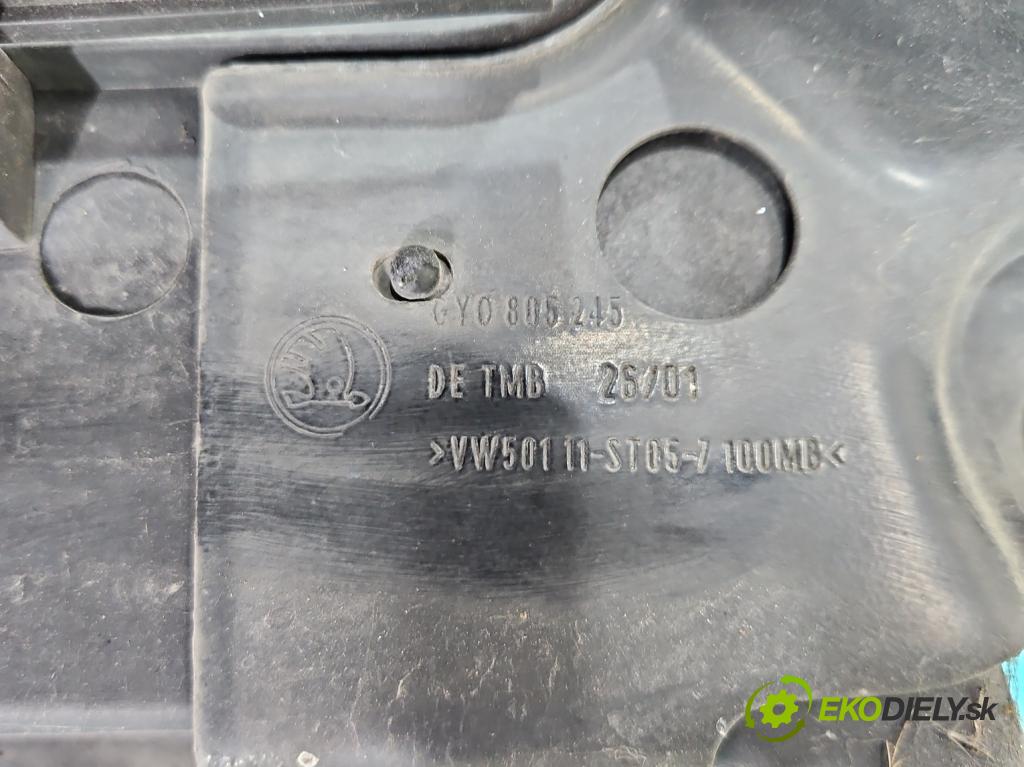 6Y0 805 245
DE TMB 26/01
>VW501 11-ST05-7 100MB<
EKODIELY.sk